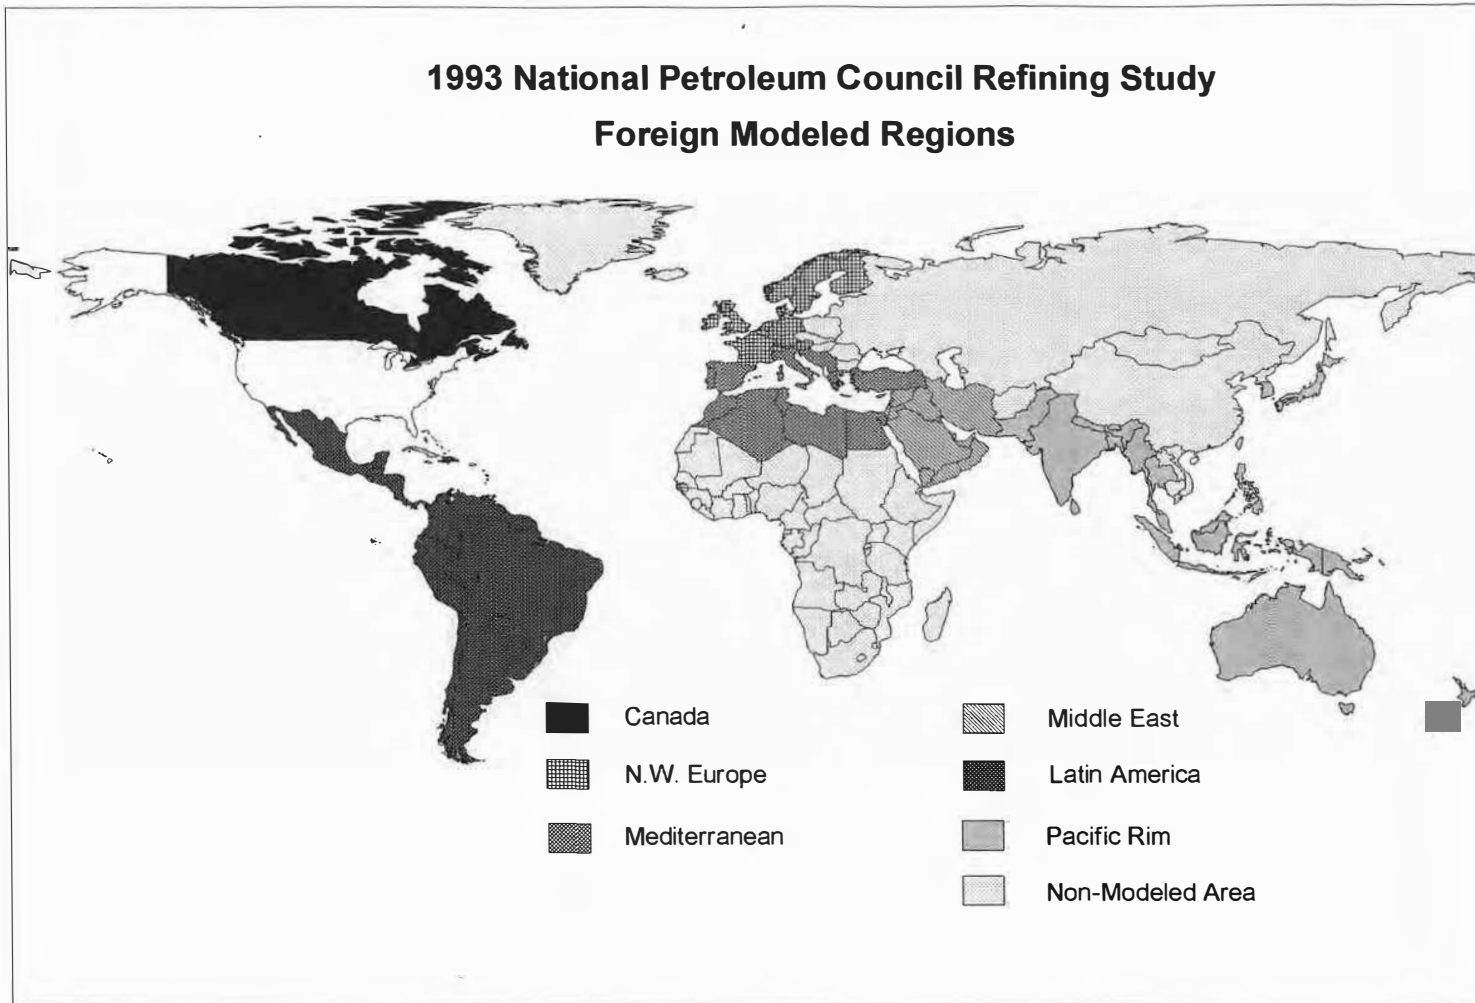 1993 National Petroleum Council Refining Study
Foreign Modeled Regions
Canada
N.W. Europe
Mediterranean
Middle East
Latin America
Pacific Rim
Non-Modeled Area